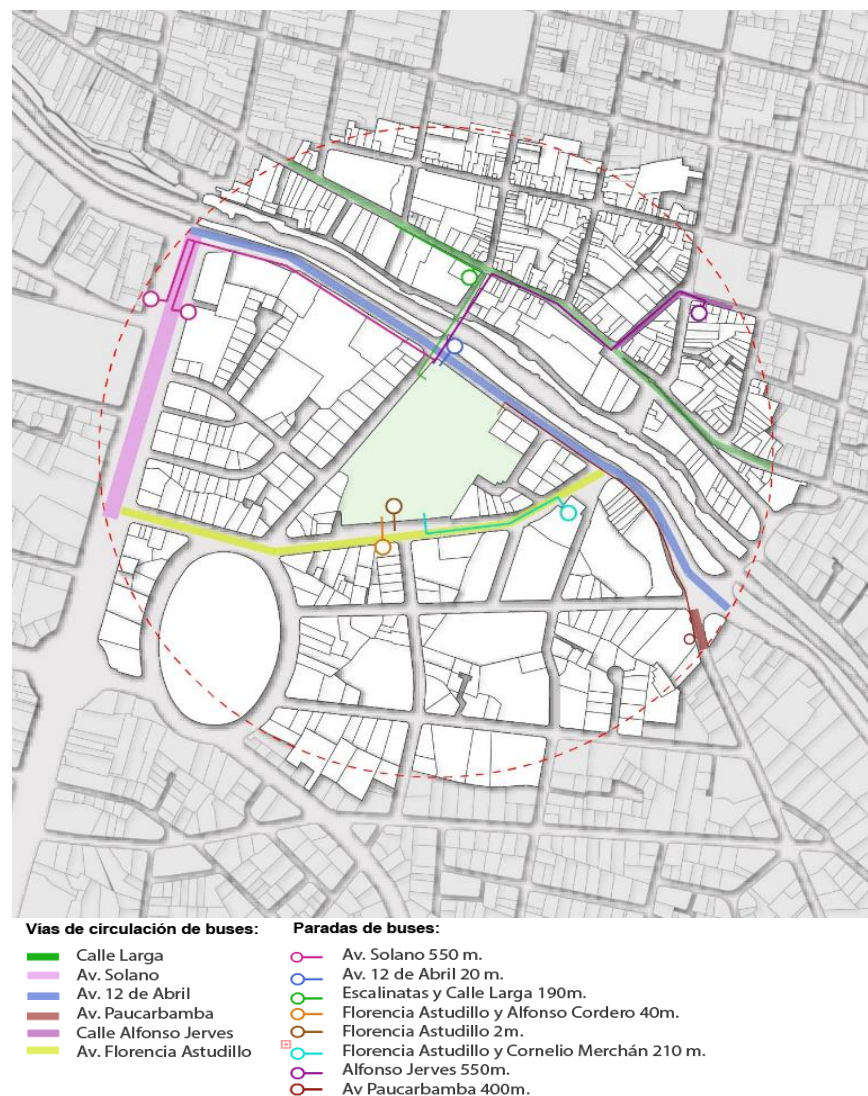 Vías de circulación de buses:
Calle Larga
Av. Solano
Av. 12 de Abril
Av. Paucarbamba
Calle Alfonso Jerves
Av. Florencia Astudillo
Paradas de buses:
Av. Solano 550 m.
Av. 12 de Abril 20 m.
Escalinatas y Calle Larga 190m.
Florencia Astudillo y Alfonso Cordero 40m.
Florencia Astudillo 2m.
Florencia Astudillo y Cornelio Merchán 210 m.
Alfonso Jerves 550m.
Av Paucarbamba 400m.